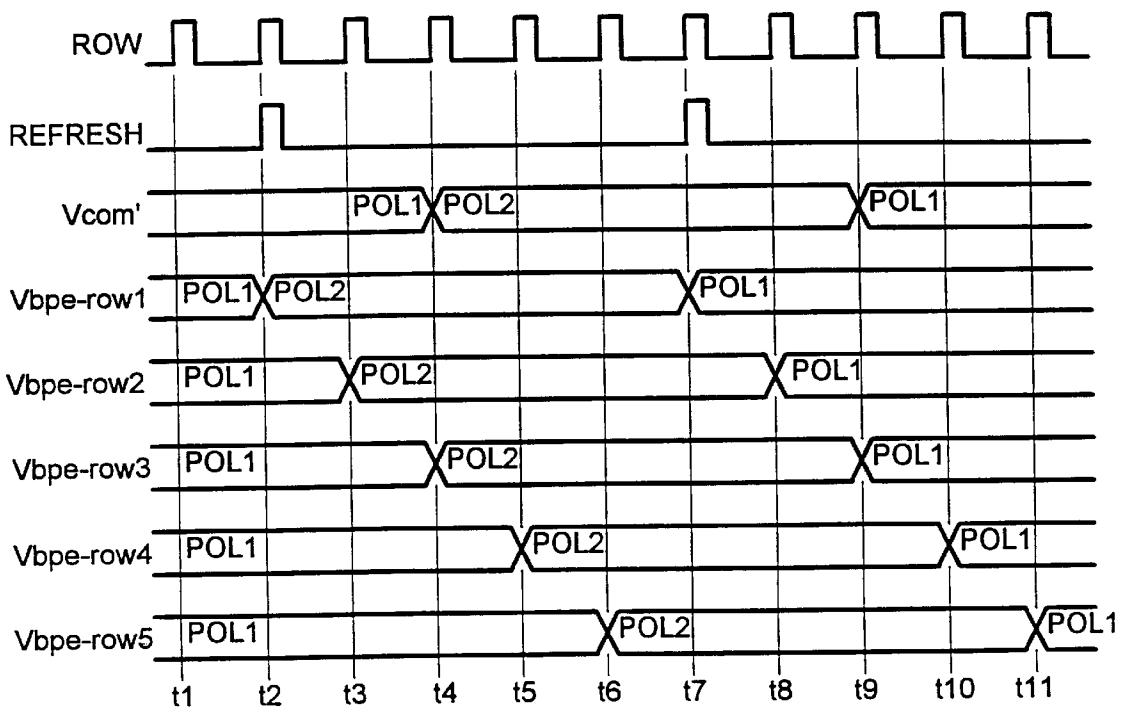 ROW
REFRESH
Vcom' POL1 POL2 POL1
Vbpe-row1 POL1 POL2 POL1
Vbpe-row2 POL1 POL2 POL1
Vbpe-row3 POL1 POL2 POL1
Vbpe-row4 POL1 POL2 POL1
Vbpe-row5 POL1 POL2 POL1
t1 t2 t3 t4 t5 t6 t7 t8 t9 t10 t11